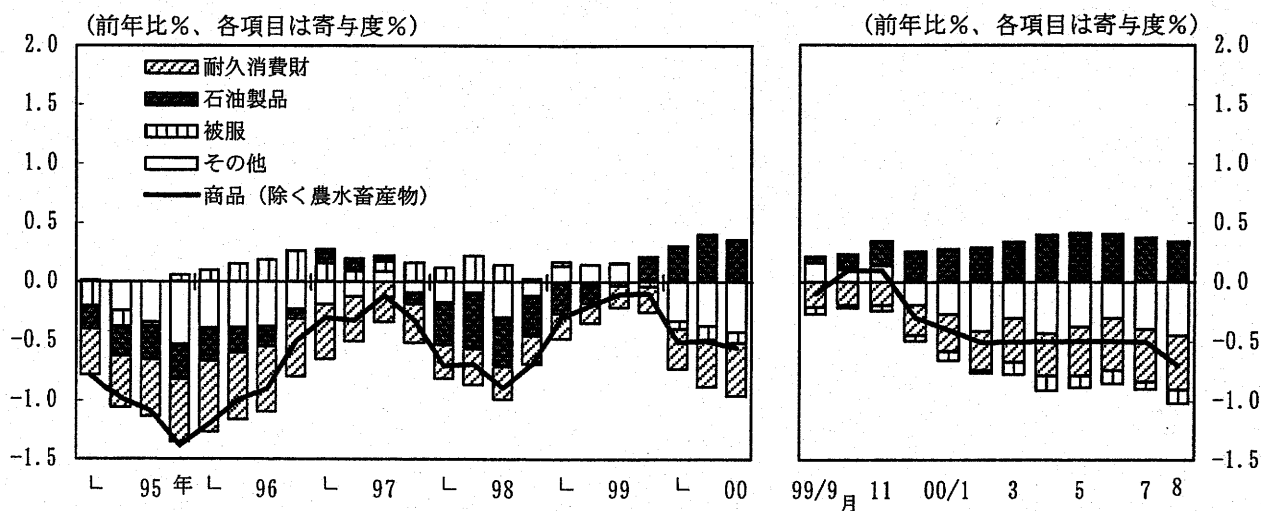 (前年比%、各項目は寄与度%)
2.0
1.5
1.0
0.5
0.0
-0.5
-1.0
-1.5
耐久消費財
石油製品
被服
その他
商品（除く農水畜産物）
95 年 96 97 98 99 00
(前年比%、各項目は寄与度%)
2.0
1.5
1.0
0.5
0.0
-0.5
-1.0
-1.5
99/9月 11 00/1 3 5 7 8